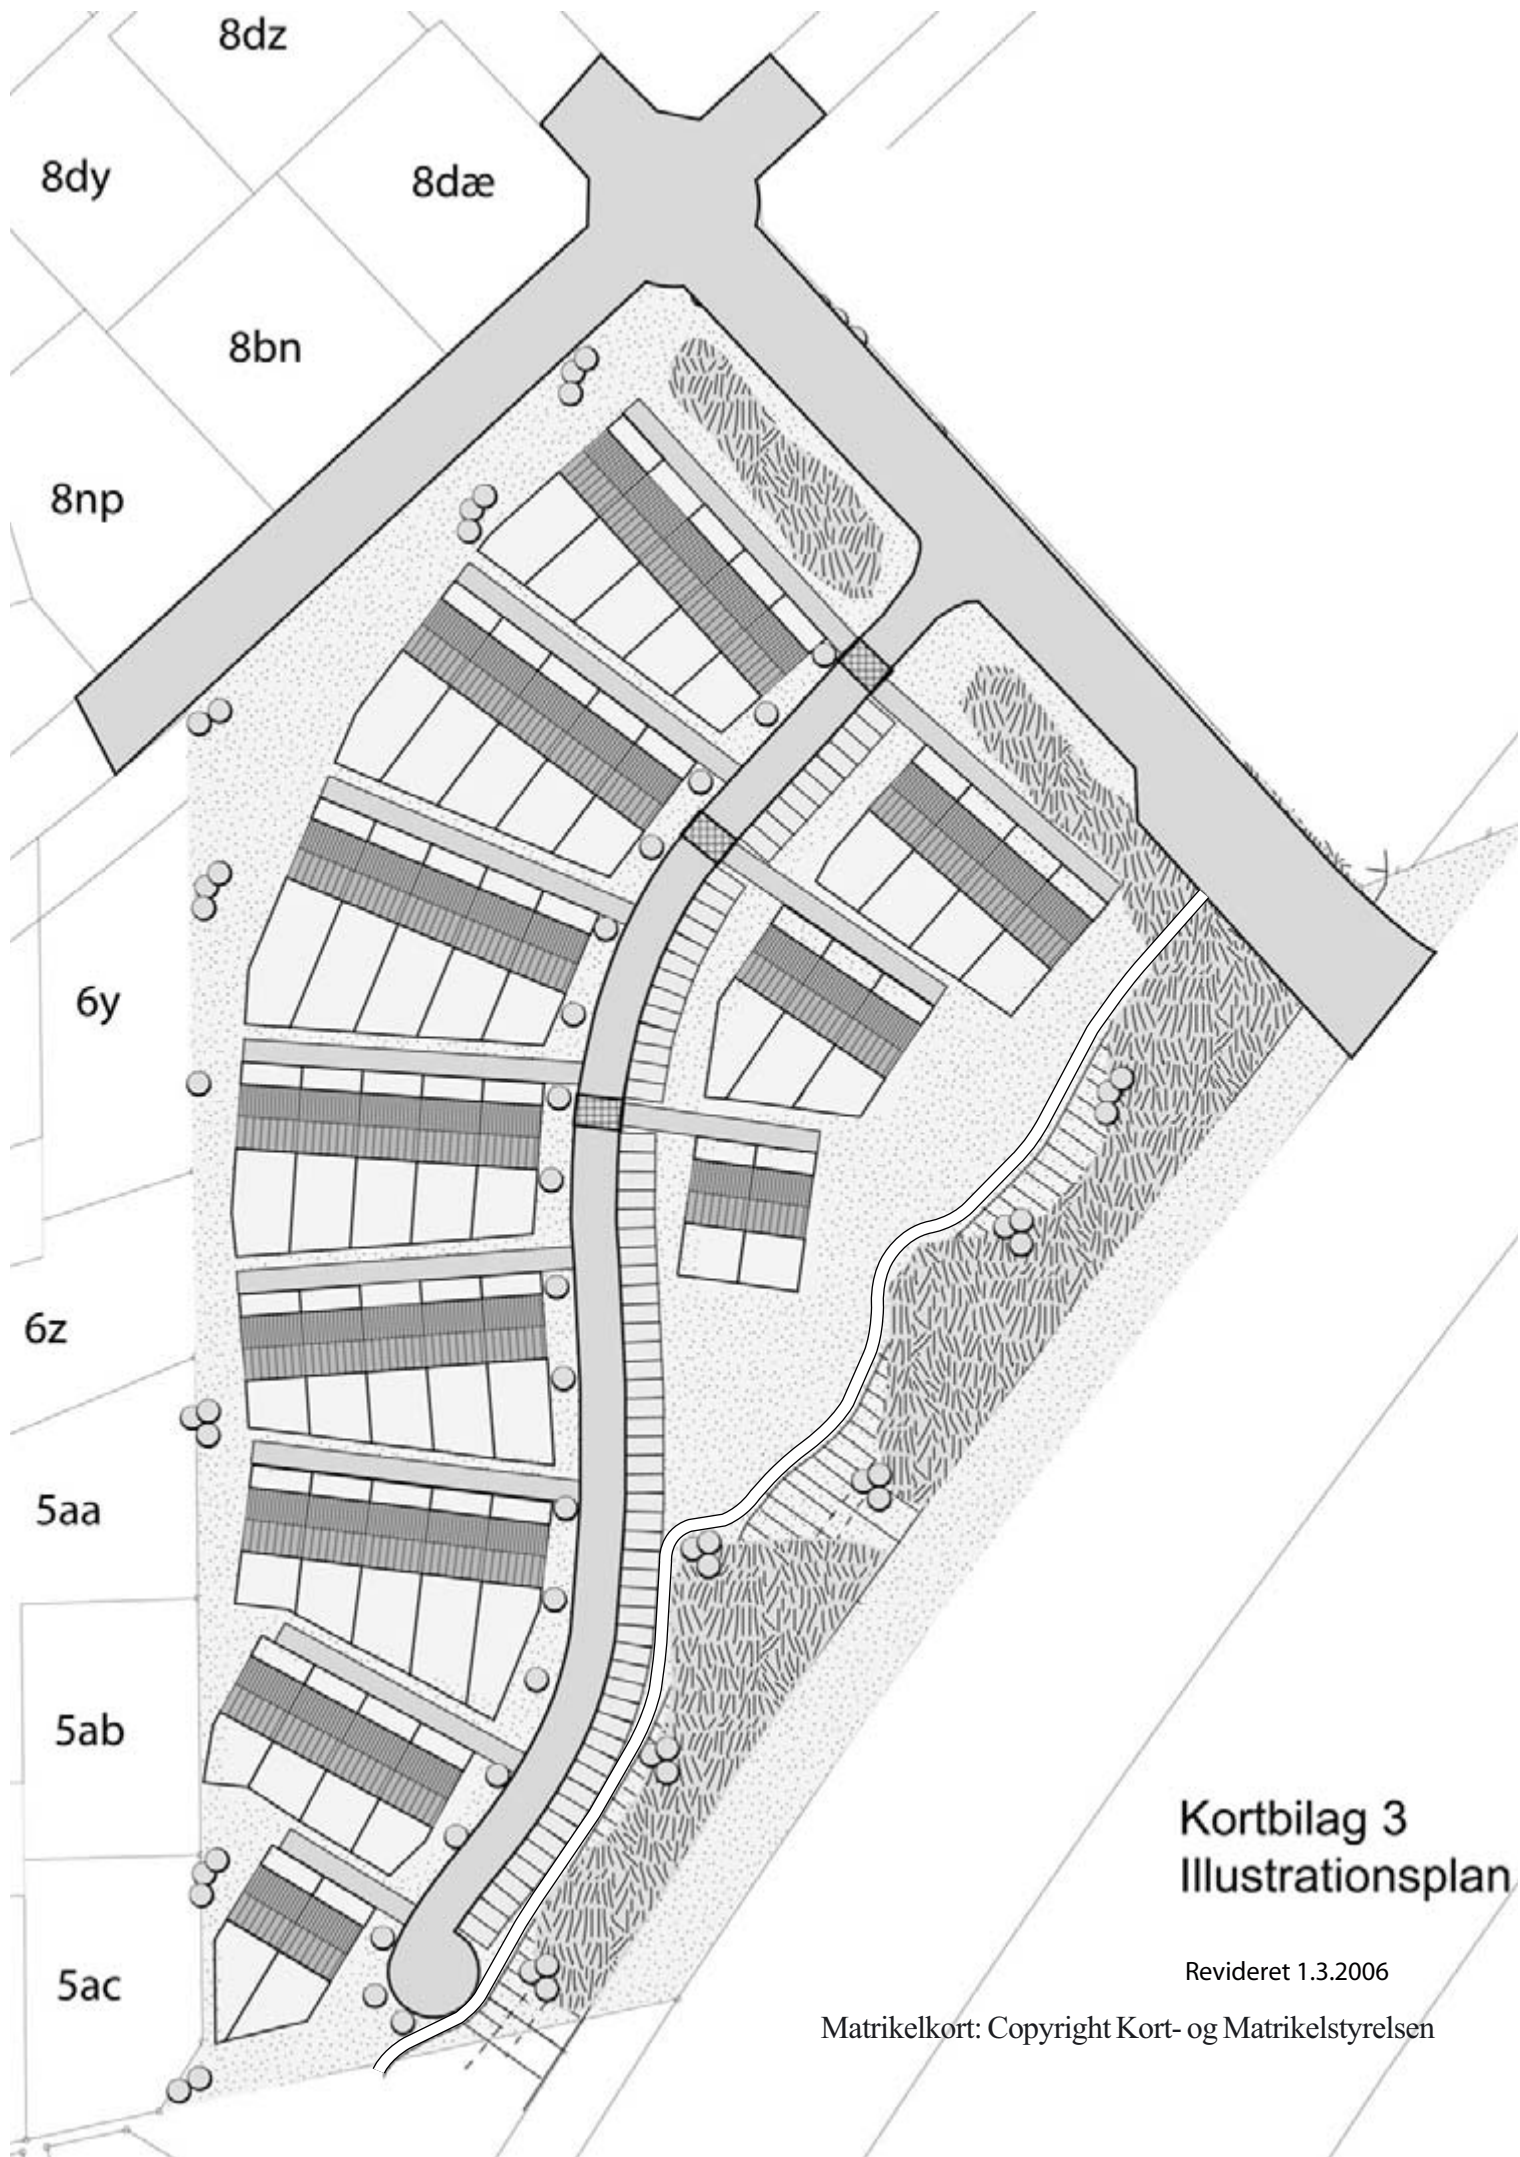 8dz
8dy
8dæ
8bn
8np
6y
6z
5aa
5ab
5ac
Kortbilag 3
Illustrationsplan
Revideret 1.3.2006
Matrikelkort: Copyright Kort- og Matrikelstyrelsen